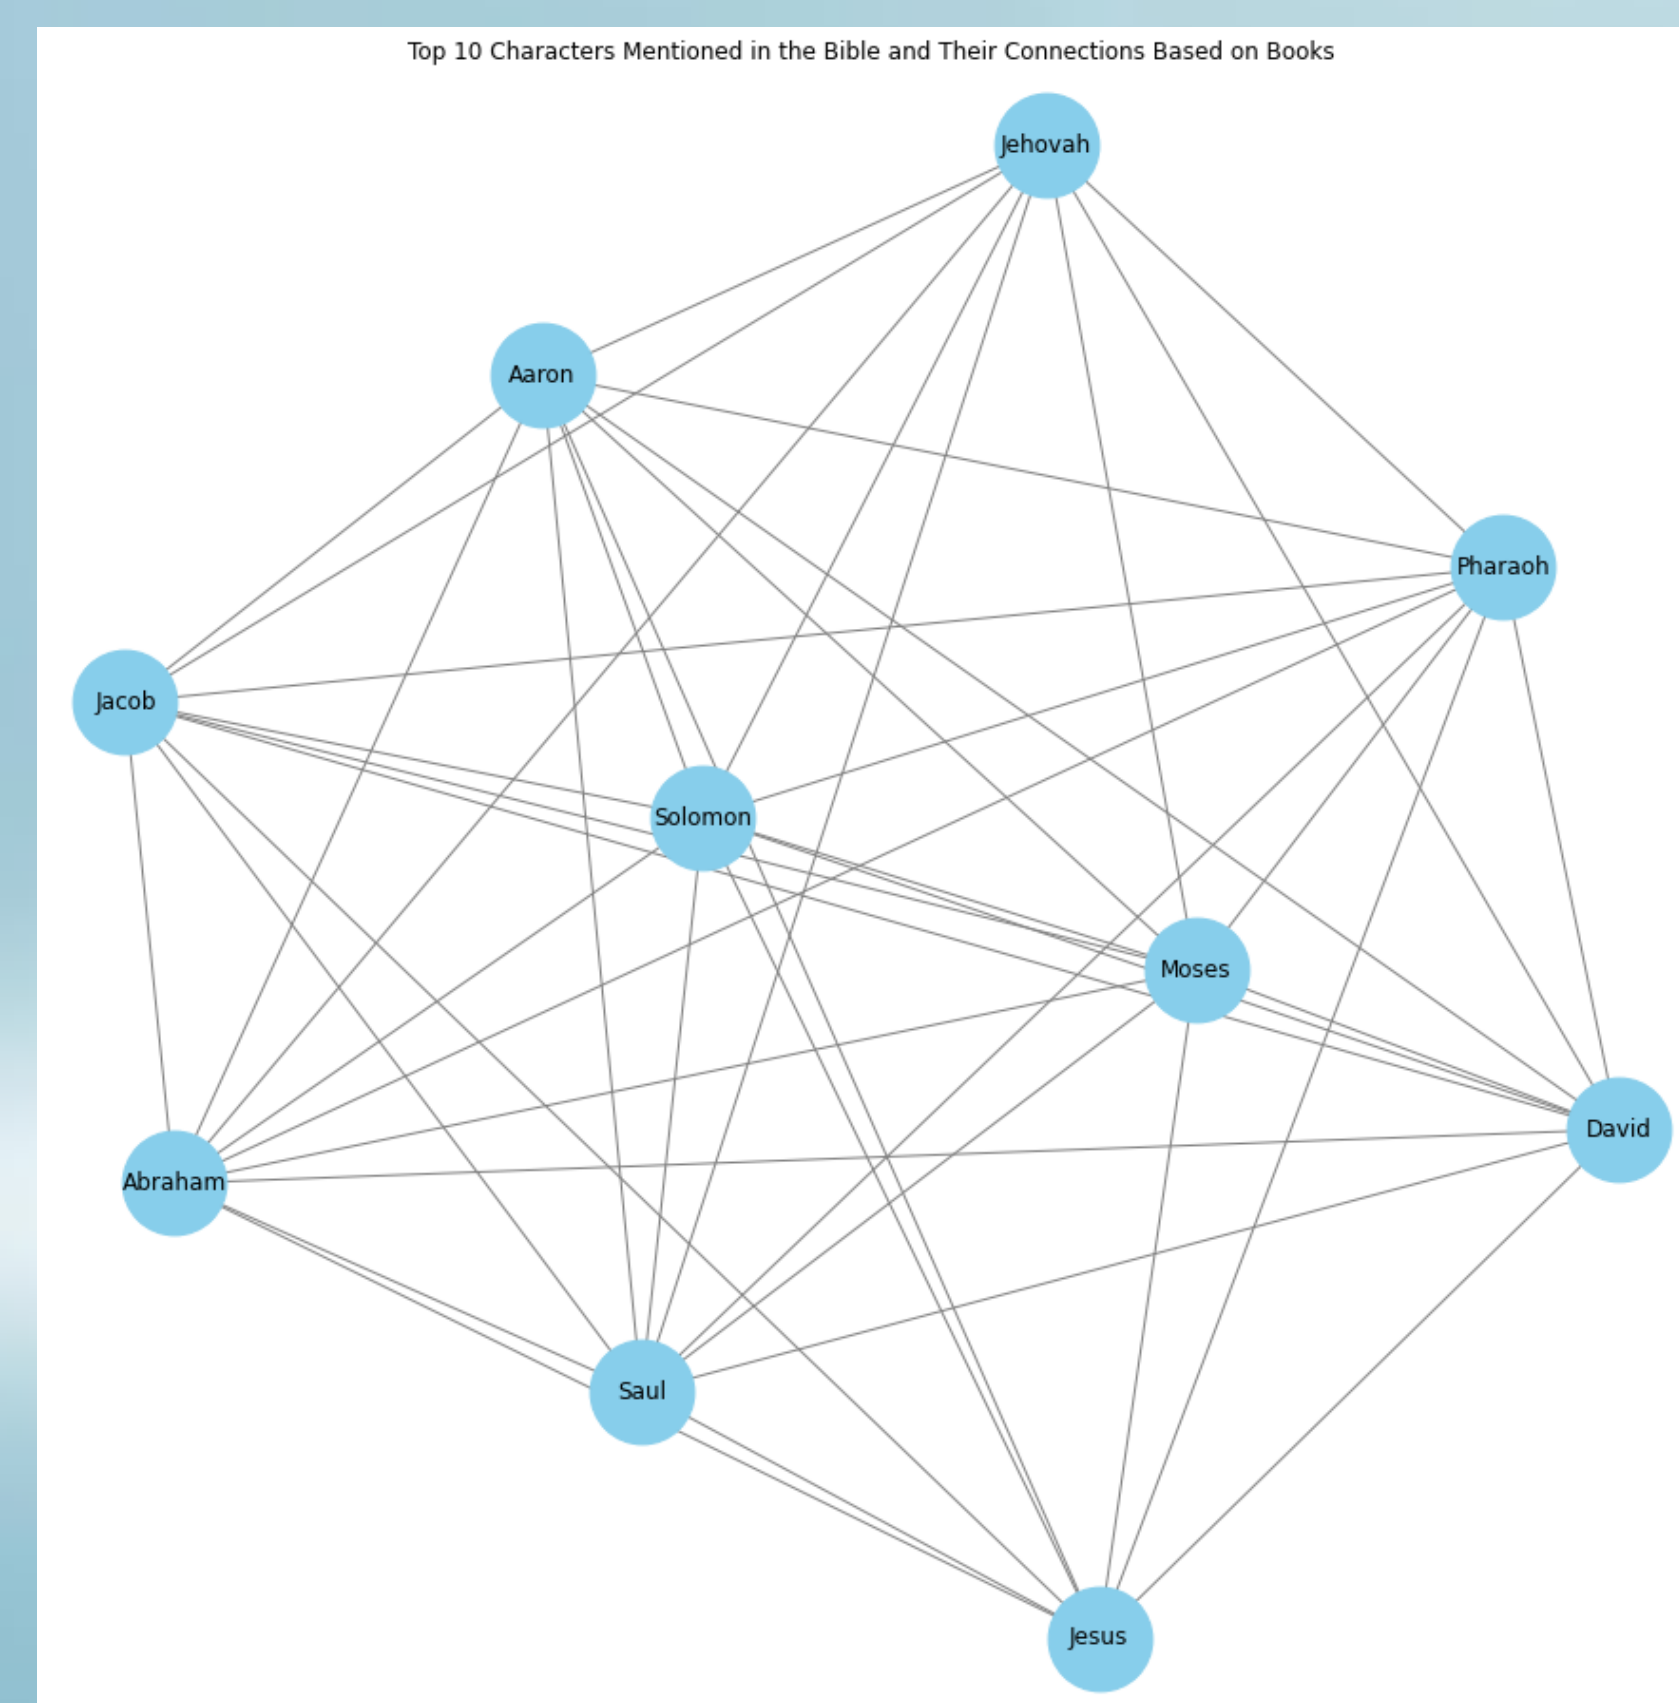 Top 10 Characters Mentioned in the Bible and Their Connections Based on Books
Jehovah
Aaron
Pharaoh
Jacob
Solomon
Moses
David
Abraham
Saul
Jesus